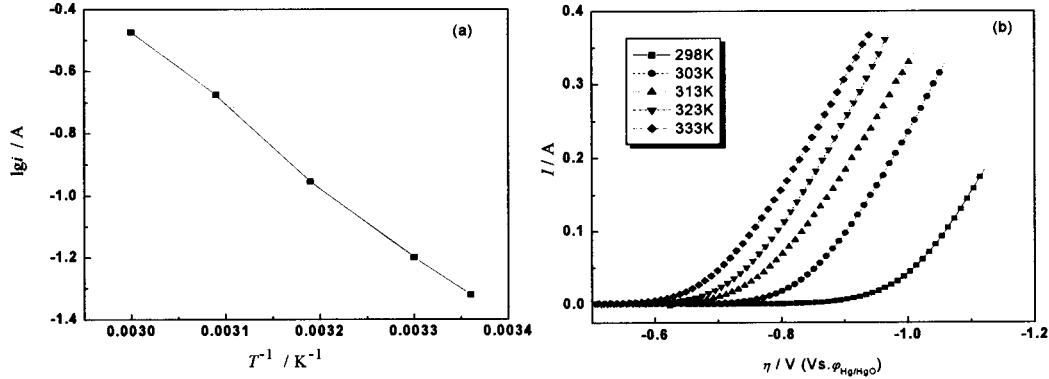 (a)
-0.4
-0.6
-0.8
-1.0
-1.2
-1.4
lgi / A
0.0030 0.0031 0.0032 0.0033 0.0034
T⁻¹ / K⁻¹
(b)
0.4
0.3
0.2
0.1
0.0
I / A
298K
303K
313K
323K
333K
-0.6 -0.8 -1.0 -1.2
η / V (Vs.φHg/HgO)